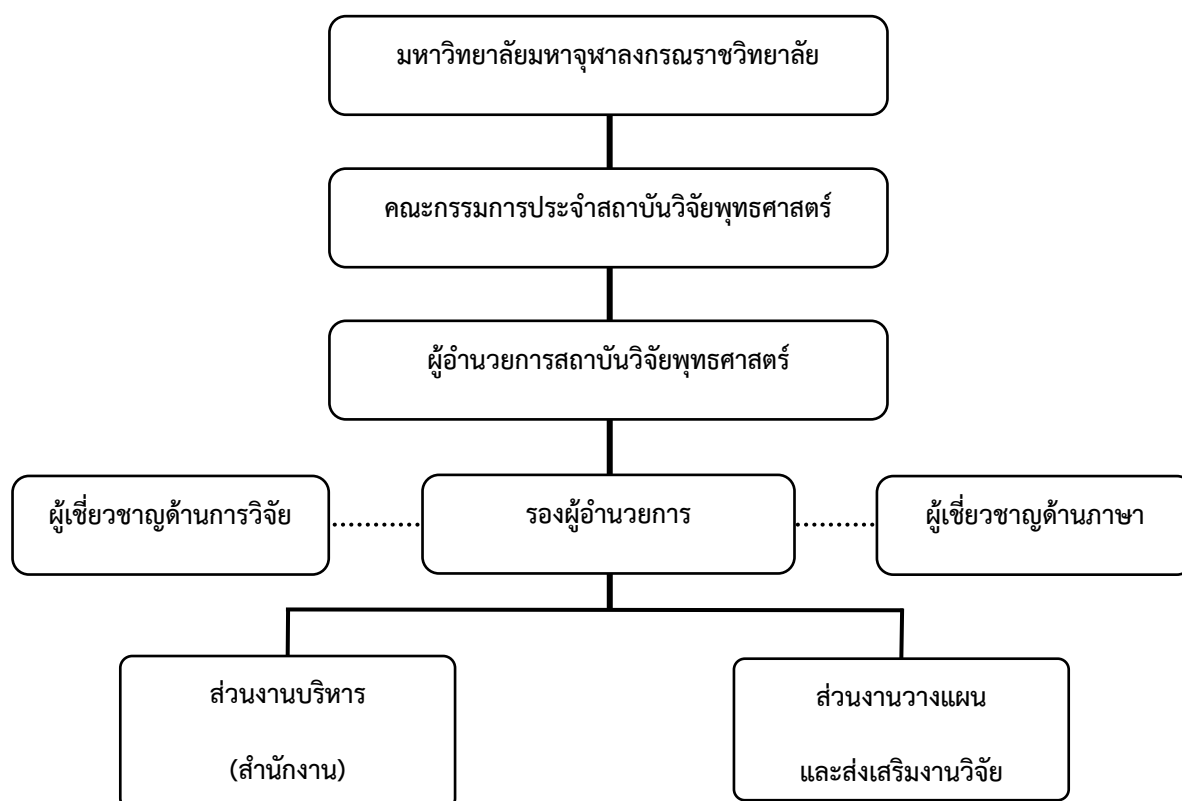 มหาวิทยาลัยมหาจุฬาลงกรณราชวิทยาลัย
คณะกรรมการประจำสถาบันวิจัยพุทธศาสตร์
ผู้อำนวยการสถาบันวิจัยพุทธศาสตร์
ผู้เชี่ยวชาญด้านการวิจัย
รองผู้อำนวยการ
ผู้เชี่ยวชาญด้านภาษา
ส่วนงานบริหาร
(สำนักงาน)
ส่วนงานวางแผน
และส่งเสริมงานวิจัย